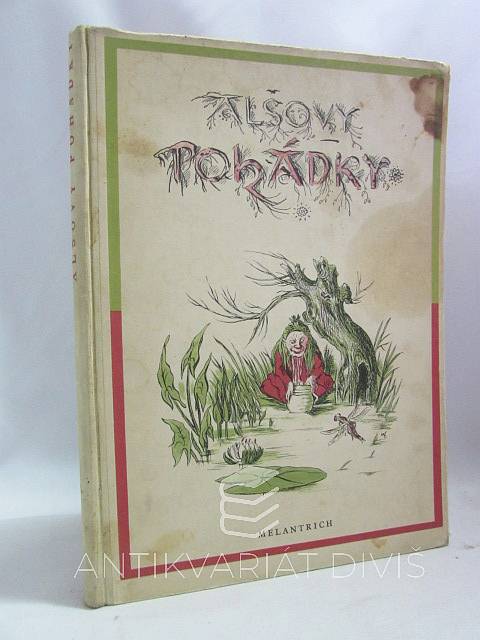 ALŠOVY
POHÁDKY
MELANTRICH
ALŠOVY POHÁDKY
ANTIKVARIÁT DIVIŠ